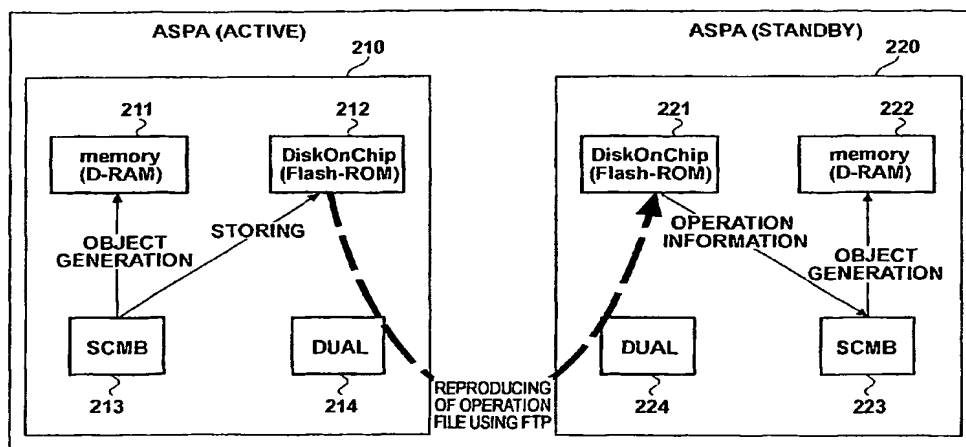 ASPA (ACTIVE)
210
211
212
memory
(D-RAM)
DiskOnChip
(Flash-ROM)
OBJECT
GENERATION
STORING
SCMB
DUAL
213
214
REPRODUCING
OF OPERATION
FILE USING FTP
ASPA (STANDBY)
220
221
222
DiskOnChip
(Flash-ROM)
memory
(D-RAM)
OPERATION
INFORMATION
OBJECT
GENERATION
DUAL
SCMB
224
223